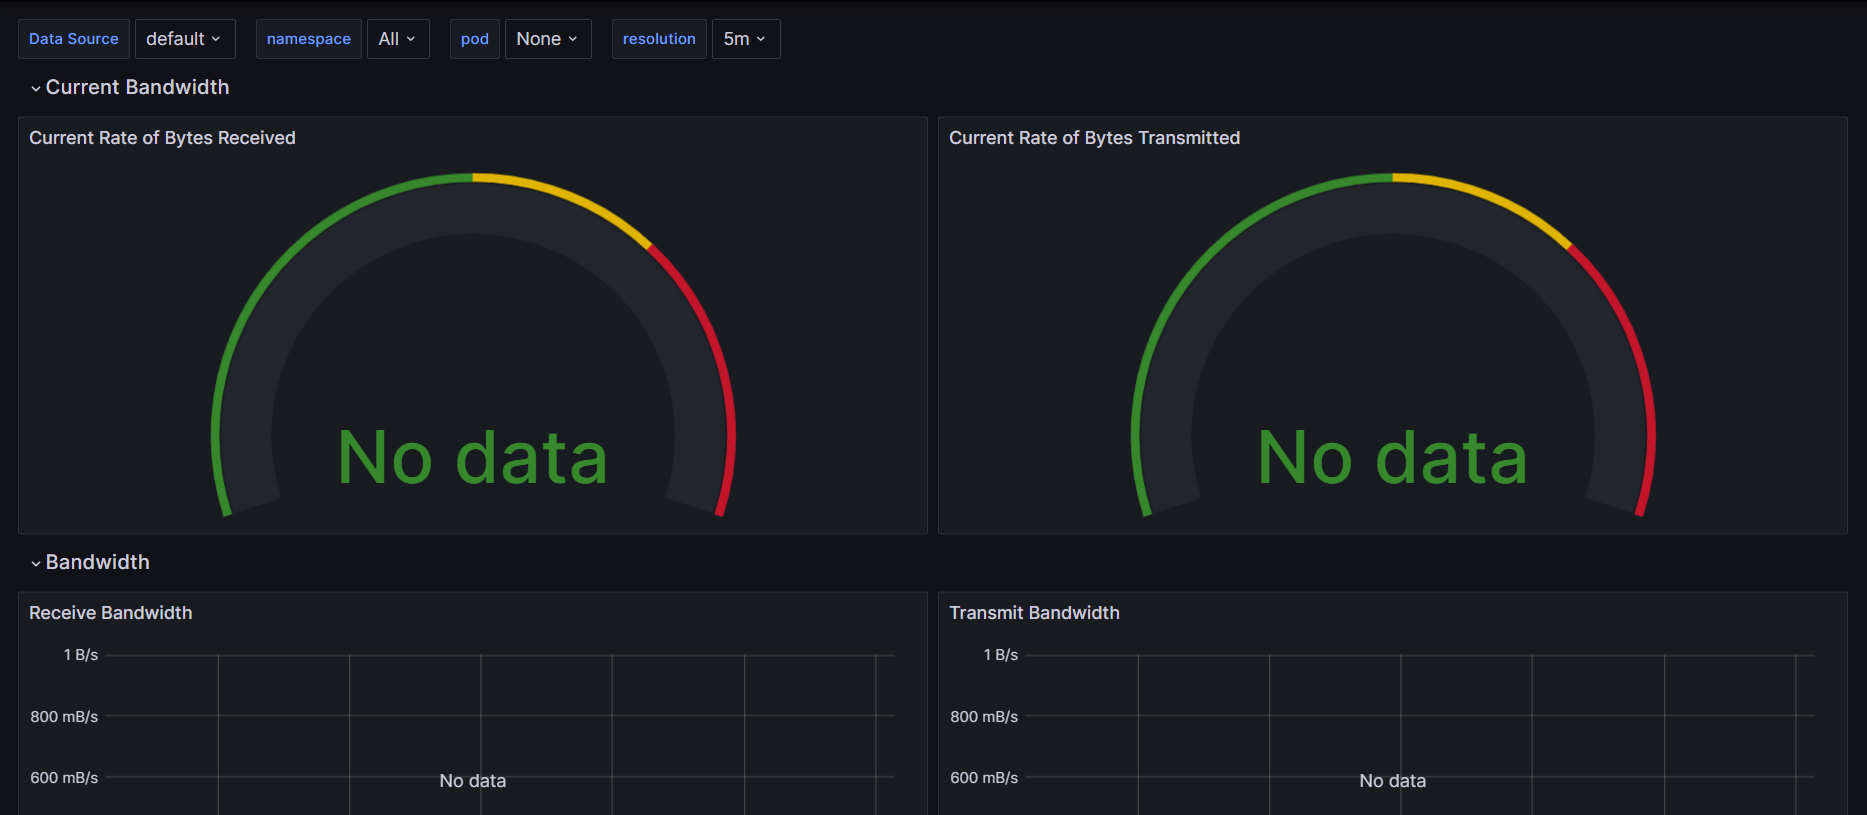 Data Source default namespace All pod None resolution 5m
Current Bandwidth
Current Rate of Bytes Received
No data
Current Rate of Bytes Transmitted
No data
Bandwidth
Receive Bandwidth
1 B/s
800 mB/s
600 mB/s
No data
Transmit Bandwidth
1 B/s
800 mB/s
600 mB/s
No data